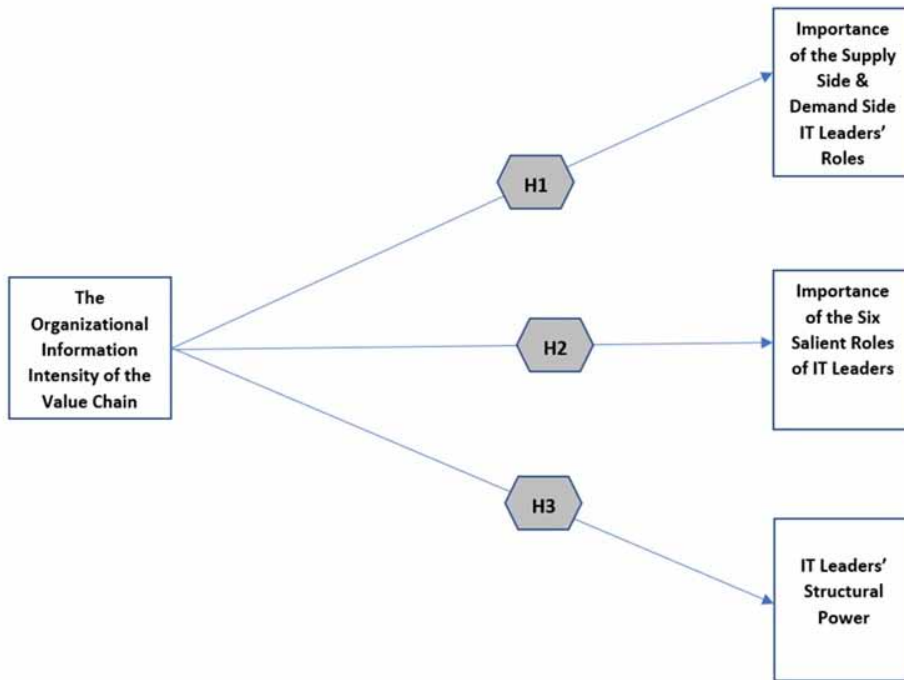 Importance
of the Supply
Side &
Demand Side
IT Leaders’
Roles
H1
The
Organizational
Information
Intensity of the
Value Chain
H2
Importance
of the Six
Salient Roles
of IT Leaders
H3
IT Leaders’
Structural
Power